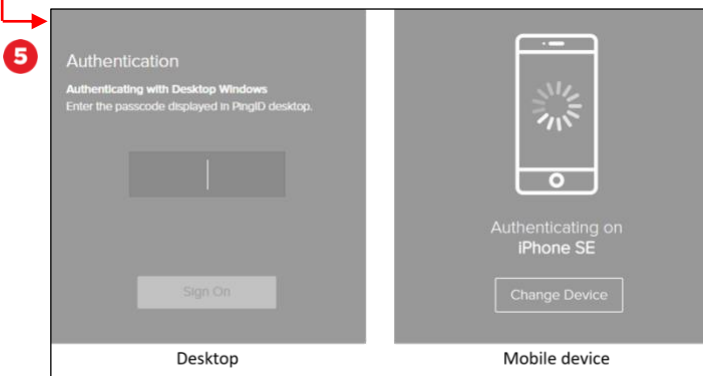 5
Authentication
Authenticating with Desktop Windows
Enter the passcode displayed in PingID desktop.
Sign On
Desktop
Authenticating on
iPhone SE
Change Device
Mobile device